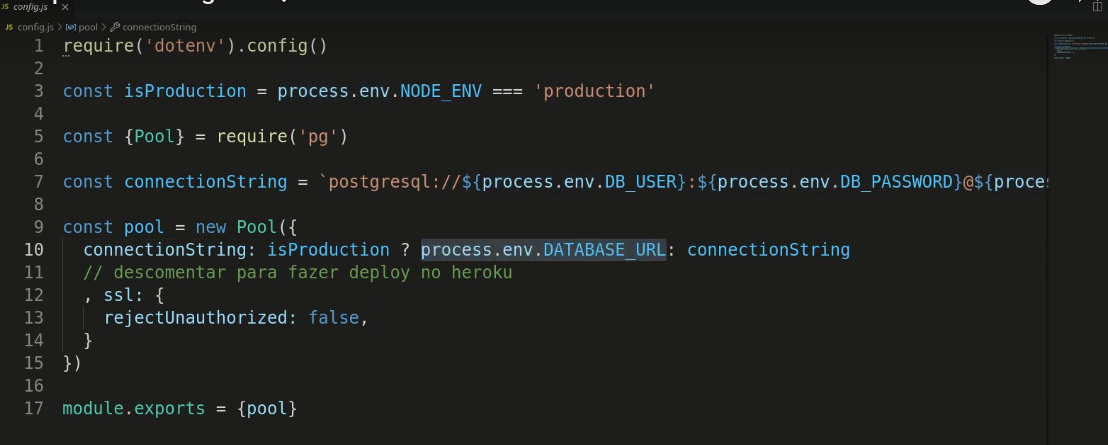 JS config.js ×
JS config.js > pool > connectionString
1 require('dotenv').config()
2
3 const isProduction = process.env.NODE_ENV === 'production'
4
5 const {Pool} = require('pg')
6
7 const connectionString = `postgresql://${process.env.DB_USER}:${process.env.DB_PASSWORD}@${proce
8
9 const pool = new Pool({
10 connectionString: isProduction ? process.env.DATABASE_URL: connectionString
11 // descomentar para fazer deploy no heroku
12 , ssl: {
13 rejectUnauthorized: false,
14 }
15 })
16
17 module.exports = {pool}